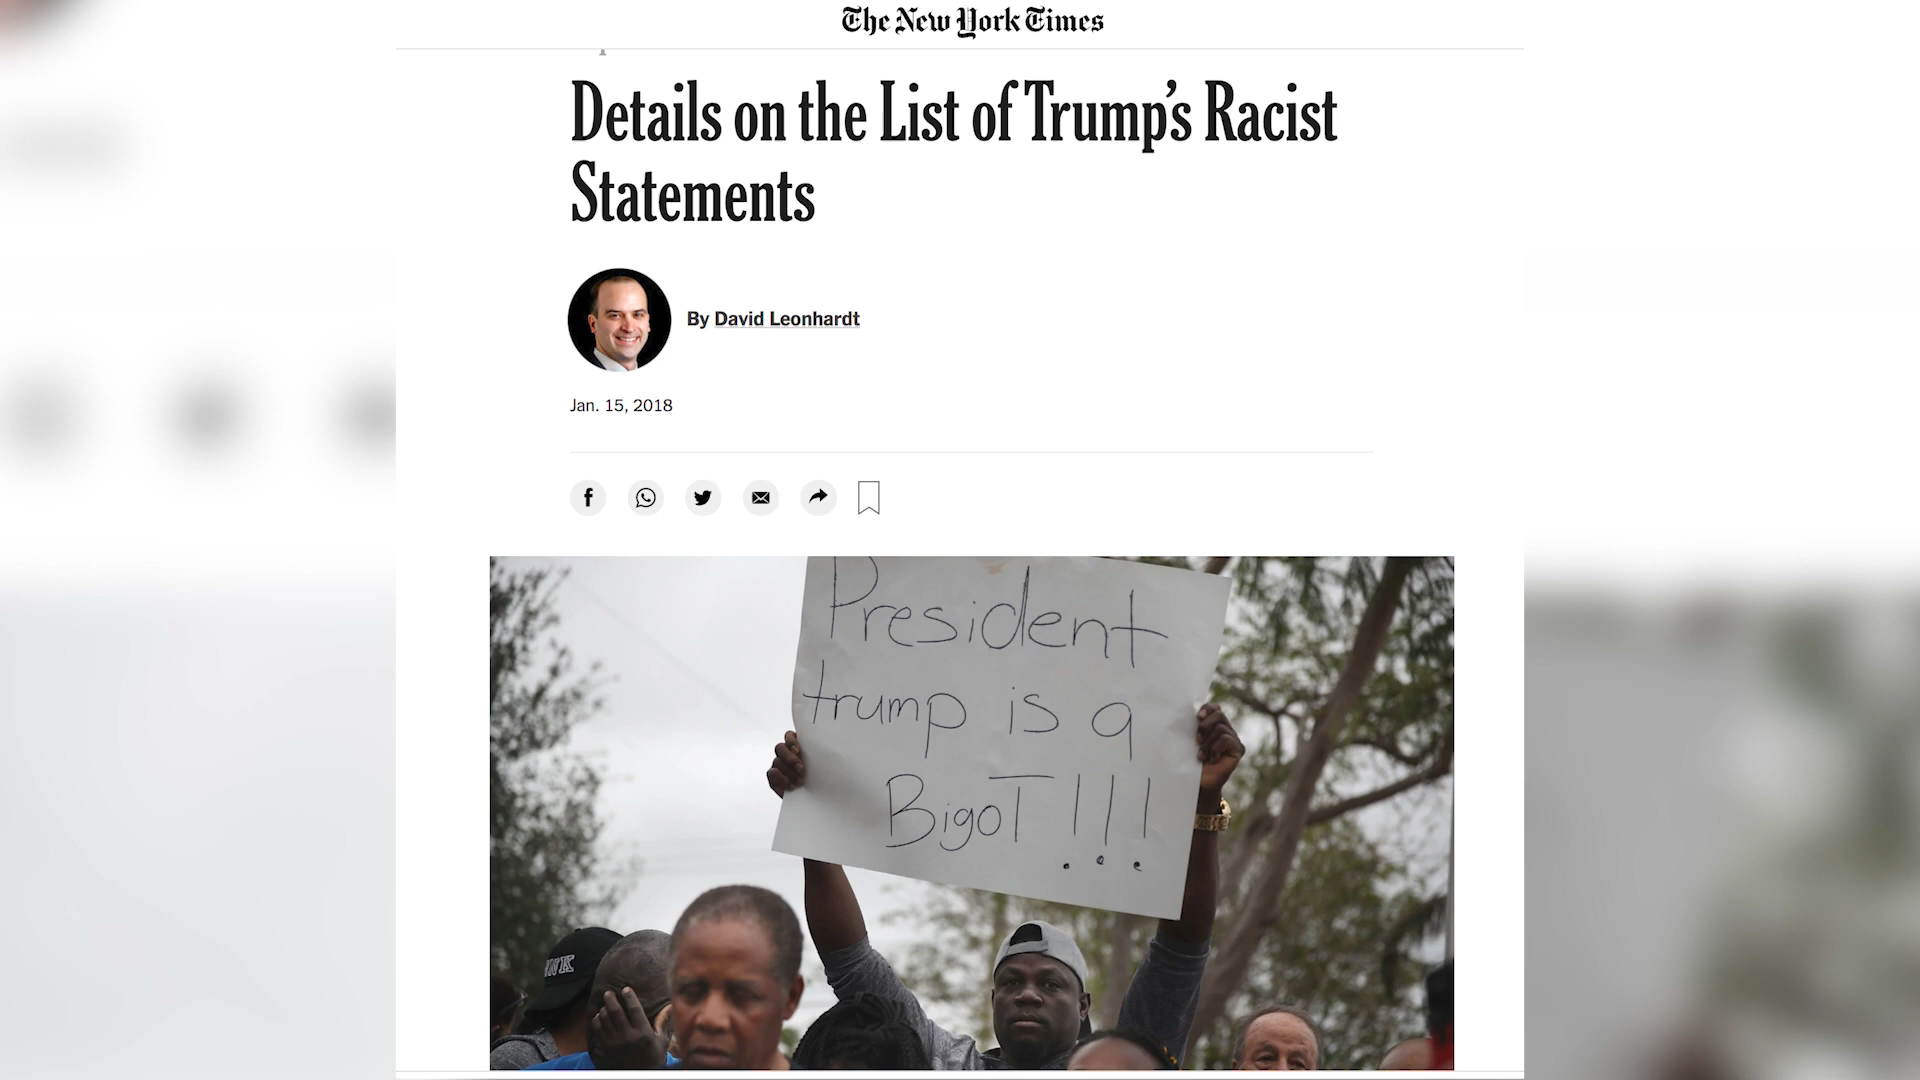 The New York Times
Details on the List of Trump's Racist
Statements
By David Leonhardt
Jan. 15, 2018
President
trump is a
BigoT !!!